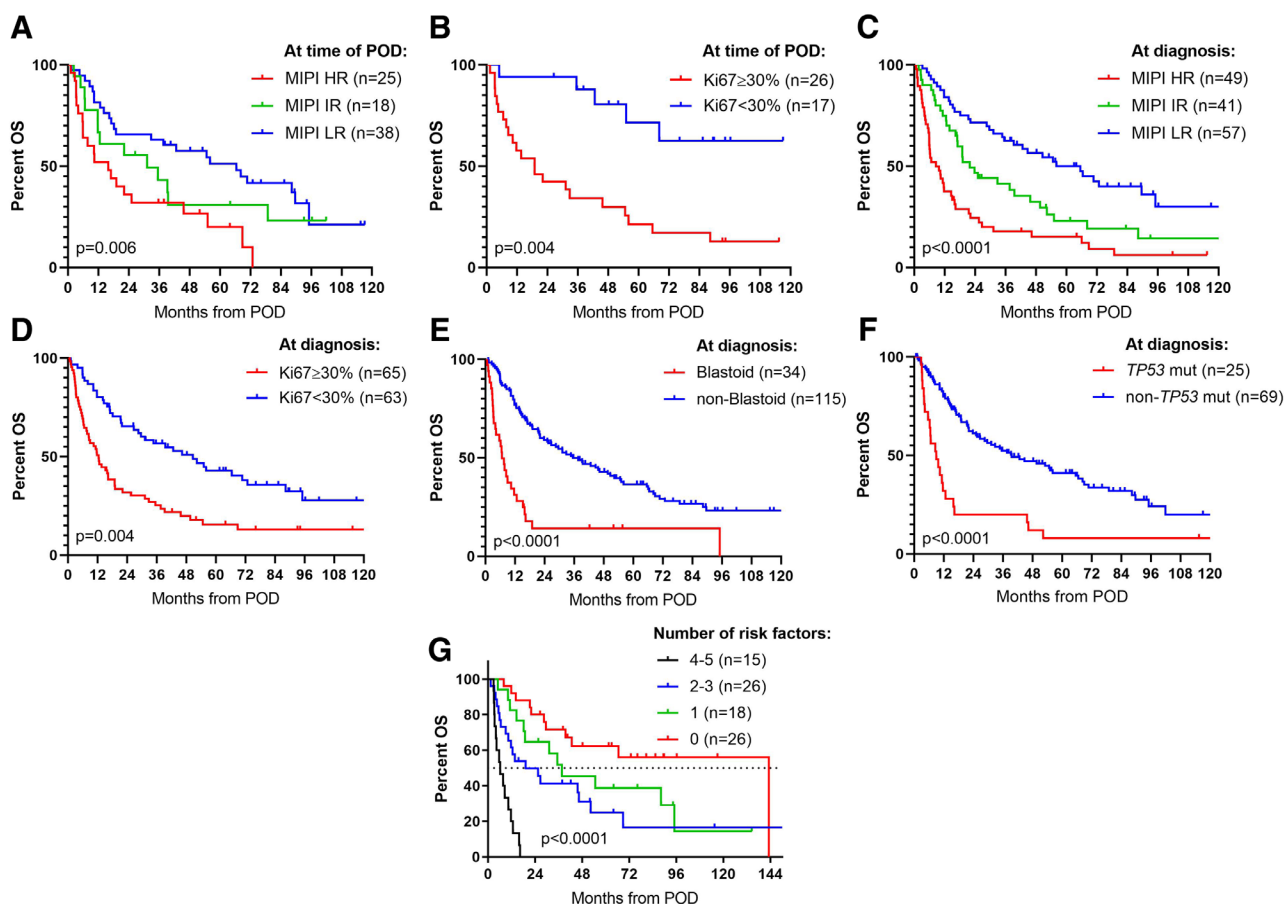 A
At time of POD:
MIPI HR (n=25)
MIPI IR (n=18)
MIPI LR (n=38)
Percent OS
100
50
0
p=0.006
0 12 24 36 48 60 72 84 96 108 120
Months from POD
B
At time of POD:
Ki67≥30% (n=26)
Ki67<30% (n=17)
Percent OS
100
50
0
p=0.004
0 12 24 36 48 60 72 84 96 108 120
Months from POD
C
At diagnosis:
MIPI HR (n=49)
MIPI IR (n=41)
MIPI LR (n=57)
Percent OS
100
50
0
p<0.0001
0 12 24 36 48 60 72 84 96 108 120
Months from POD
D
At diagnosis:
Ki67≥30% (n=65)
Ki67<30% (n=63)
Percent OS
100
50
0
p=0.004
0 12 24 36 48 60 72 84 96 108 120
Months from POD
E
At diagnosis:
Blastoid (n=34)
non-Blastoid (n=115)
Percent OS
100
50
0
p<0.0001
0 12 24 36 48 60 72 84 96 108 120
Months from POD
F
At diagnosis:
TP53 mut (n=25)
non-TP53 mut (n=69)
Percent OS
100
50
0
p<0.0001
0 12 24 36 48 60 72 84 96 108 120
Months from POD
G
Number of risk factors:
4-5 (n=15)
2-3 (n=26)
1 (n=18)
0 (n=26)
Percent OS
100
80
60
40
20
0
p<0.0001
0 24 48 72 96 120 144
Months from POD